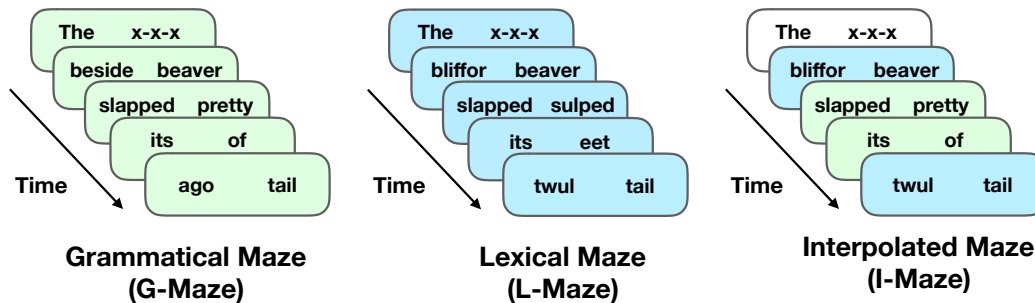 The x-x-x
beside beaver
slapped pretty
its of
ago tail
Time
Grammatical Maze
(G-Maze)
The x-x-x
bliffor beaver
slapped sulped
its eet
twul tail
Time
Lexical Maze
(L-Maze)
The x-x-x
bliffor beaver
slapped pretty
its of
twul tail
Time
Interpolated Maze
(I-Maze)